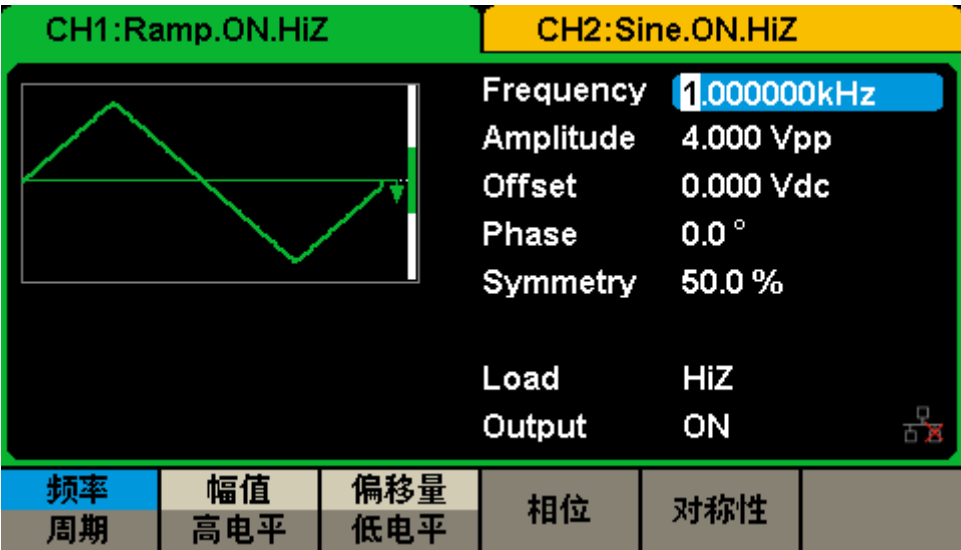 CH1:Ramp.ON.HiZ
CH2:Sine.ON.HiZ
Frequency 1.000000kHz
Amplitude 4.000 Vpp
Offset 0.000 Vdc
Phase 0.0 °
Symmetry 50.0 %
Load HiZ
Output ON
频率 幅值 偏移量 相位 对称性
周期 高电平 低电平